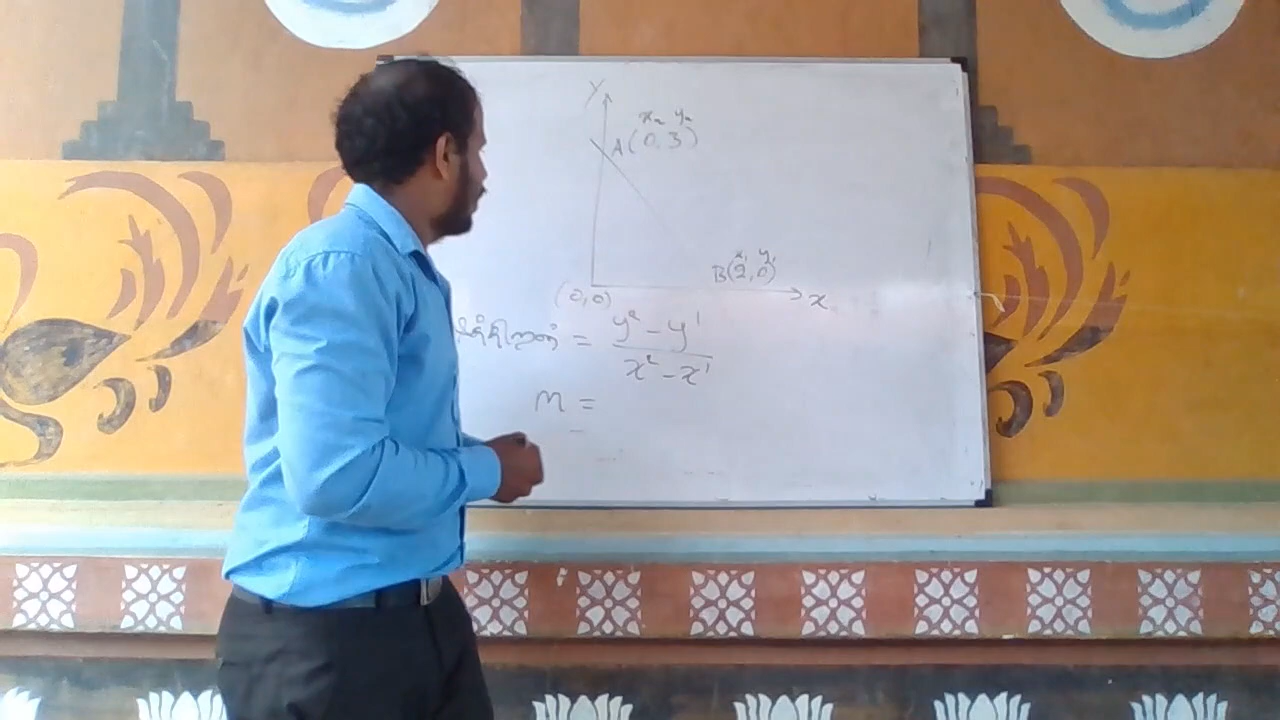 Y
x₂ y₂
A(0,3)
x₁ y₁
B(2,0)
(0,0)
x
= y² - y¹
x² - x¹
m =